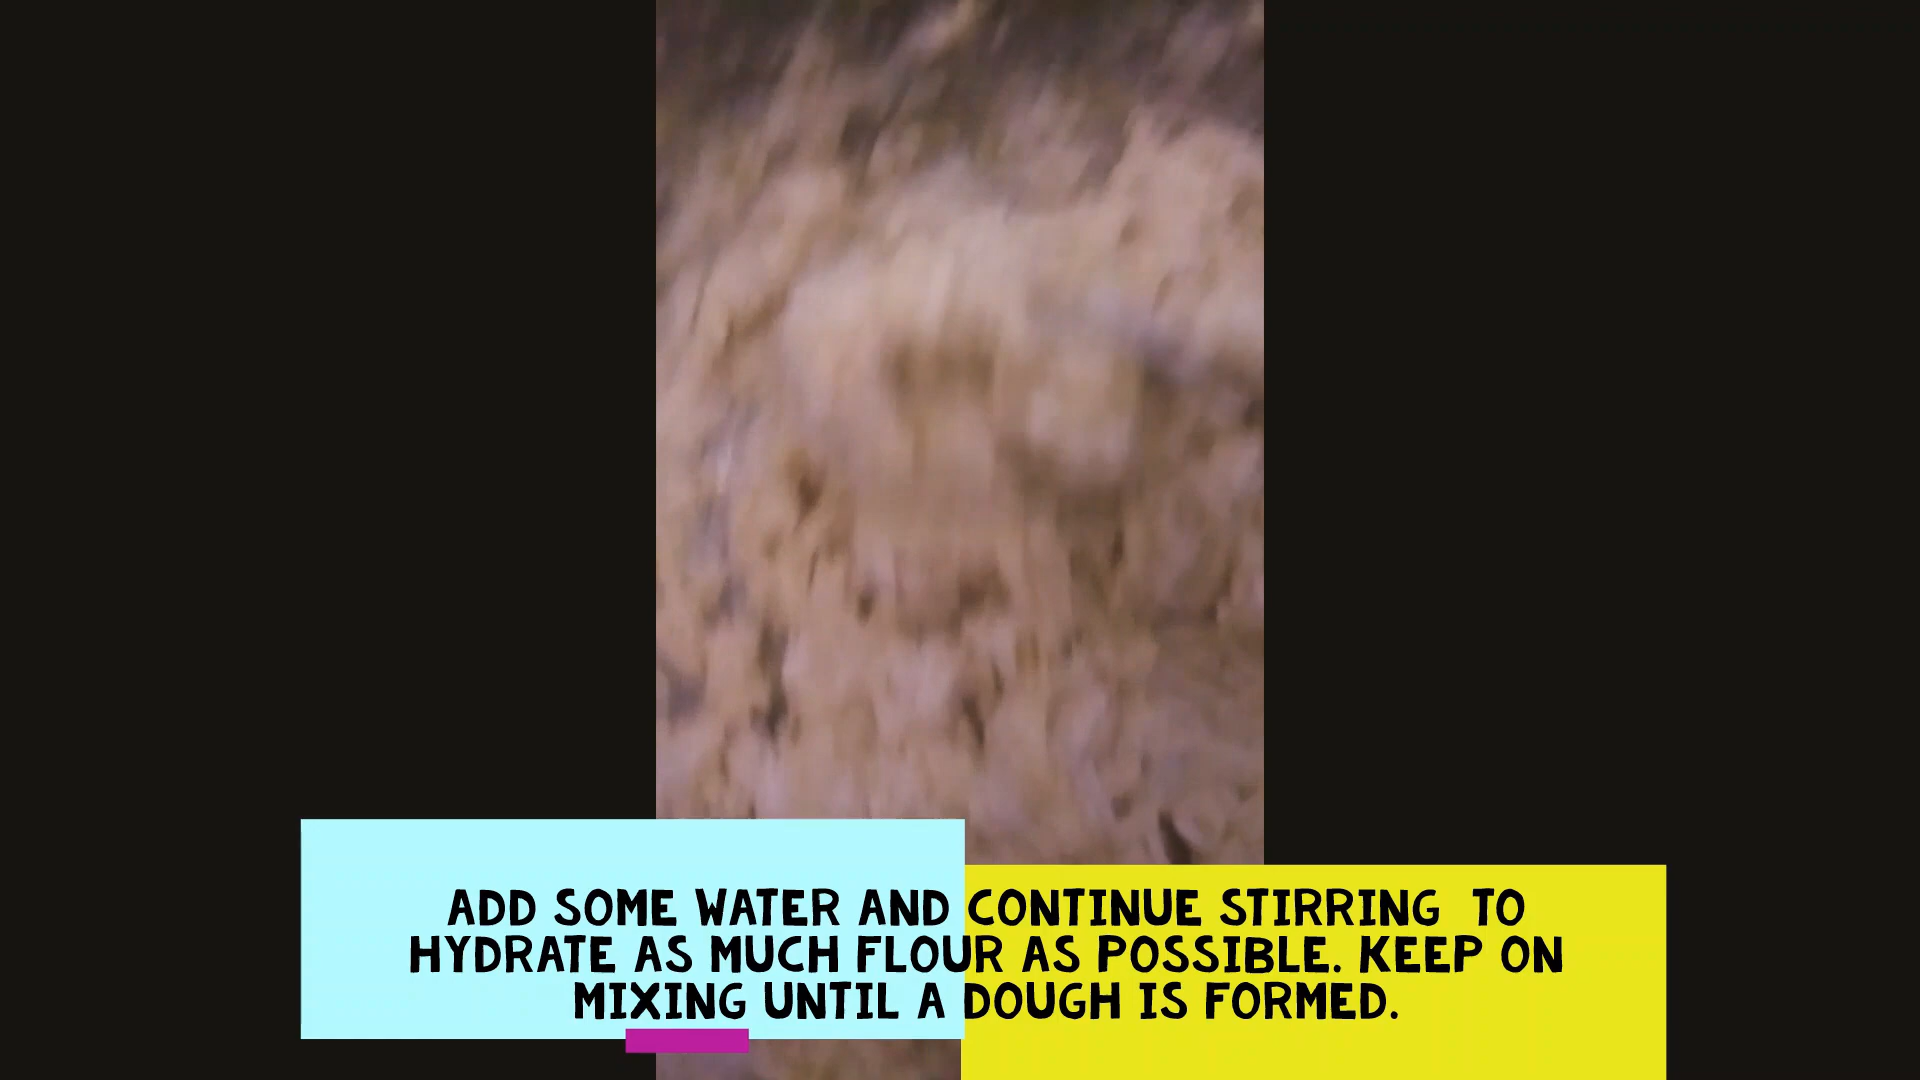 ADD SOME WATER AND CONTINUE STIRRING TO
HYDRATE AS MUCH FLOUR AS POSSIBLE. KEEP ON
MIXING UNTIL A DOUGH IS FORMED.